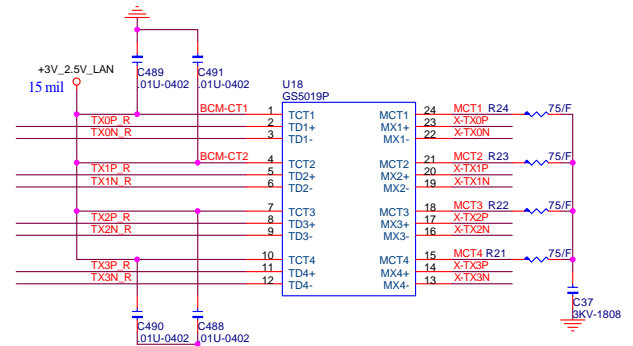 +3V_2.5V_LAN
15 mil
C489
.01U-0402
C491
.01U-0402
U18
GS5019P
BCM-CT1 1 TCT1 MCT1 24 MCT1 R24 75/F
TX0P_R 2 TD1+ MX1+ 23 X-TX0P
TX0N_R 3 TD1- MX1- 22 X-TX0N
BCM-CT2 4 TCT2 MCT2 21 MCT2 R23 75/F
TX1P_R 5 TD2+ MX2+ 20 X-TX1P
TX1N_R 6 TD2- MX2- 19 X-TX1N
7 TCT3 MCT3 18 MCT3 R22 75/F
TX2P_R 8 TD3+ MX3+ 17 X-TX2P
TX2N_R 9 TD3- MX3- 16 X-TX2N
10 TCT4 MCT4 15 MCT4 R21 75/F
TX3P_R 11 TD4+ MX4+ 14 X-TX3P
TX3N_R 12 TD4- MX4- 13 X-TX3N
C37
3KV-1808
C490
.01U-0402
C488
.01U-0402